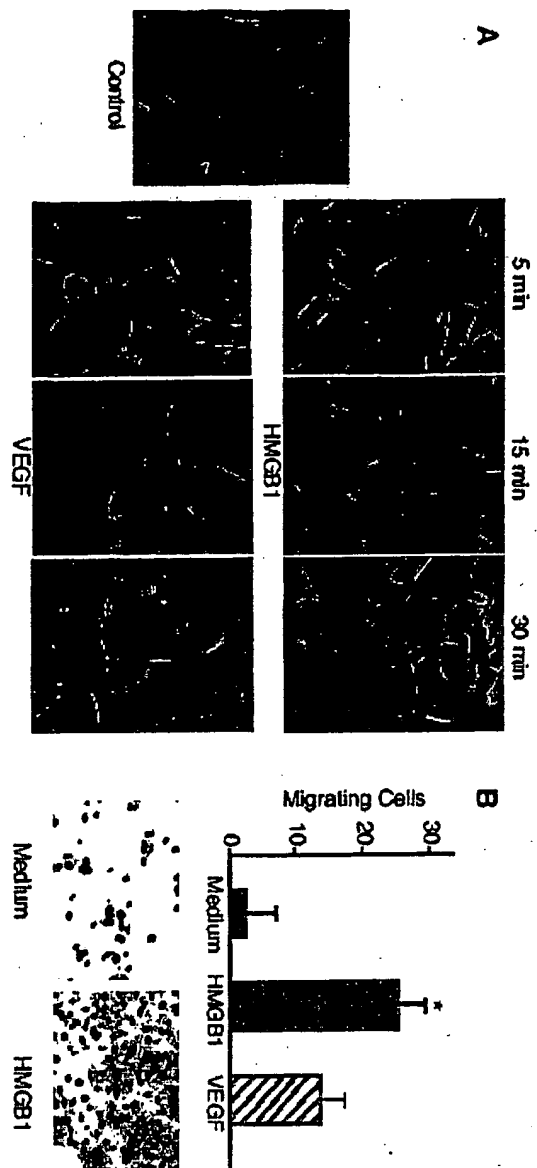 A
5 min 15 min 30 min
Control
HMGB1
VEGF
B
Migrating Cells
30
20
10
0
Medium HMGB1 VEGF
*
Medium HMGB1